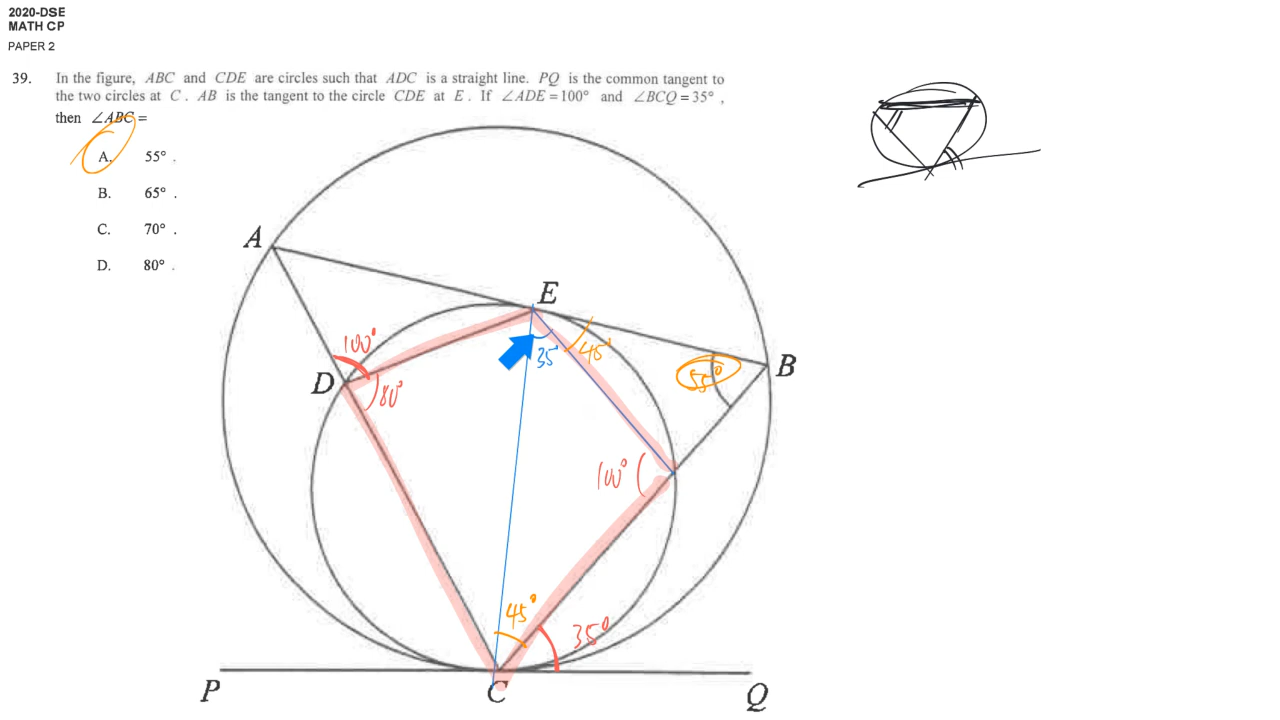 2020-DSE
MATH CP
PAPER 2
39. In the figure, ABC and CDE are circles such that ADC is a straight line. PQ is the common tangent to
the two circles at C. AB is the tangent to the circle CDE at E. If ∠ADE = 100° and ∠BCQ = 35°,
then ∠ABC =
A. 55°.
B. 65°.
C. 70°.
D. 80°.
A
E
100°
35
45°
B
55°
D
80°
100°
45°
35°
P
C
Q